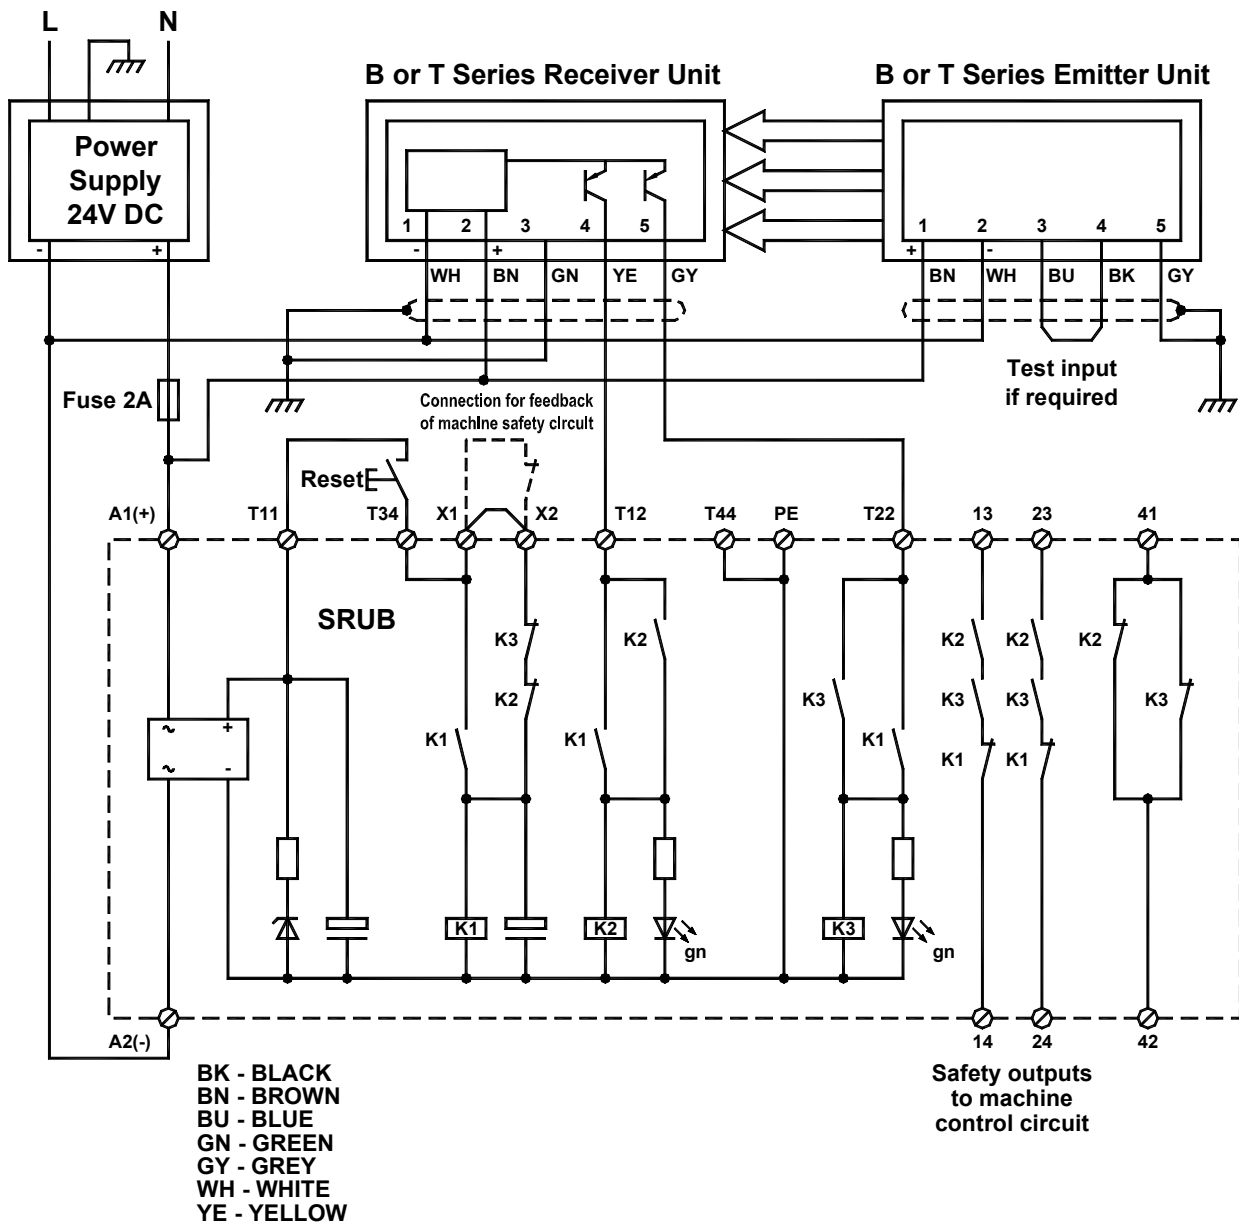 L N
B or T Series Receiver Unit
B or T Series Emitter Unit
Power
Supply
24V DC
- +
1 2 3 4 5
- +
WH BN GN YE GY
1 2 3 4 5
+ -
BN WH BU BK GY
Fuse 2A
Connection for feedback
of machine safety circuit
Test input
if required
Reset
A1(+) T11 T34 X1 X2 T12 T44 PE T22 13 23 41
SRUB
K3 K2 K2 K2 K2
K2 K3 K3 K3 K3
K1 K1 K1 K1 K1
~ +
~ -
K1 K2 K3
gn gn
A2(-) 14 24 42
Safety outputs
to machine
control circuit
BK - BLACK
BN - BROWN
BU - BLUE
GN - GREEN
GY - GREY
WH - WHITE
YE - YELLOW